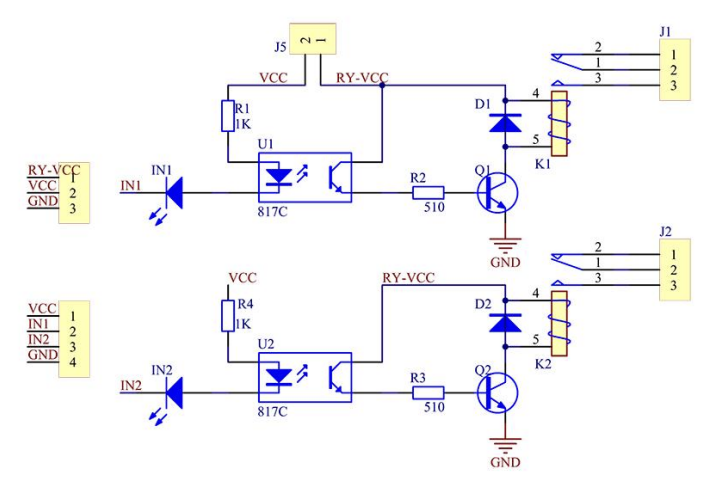 J5
2 1
VCC RY-VCC
J1
2 1
1 2
3 3
R1
1K
D1
4
5
K1
U1
RY-VCC 1
VCC 2
GND 3
IN1
IN1
817C
R2
510
Q1
GND
J2
2 1
1 2
3 3
VCC RY-VCC
R4
1K
D2
4
5
K2
U2
VCC 1
IN1 2
IN2 3
GND 4
IN2
IN2
817C
R3
510
Q2
GND